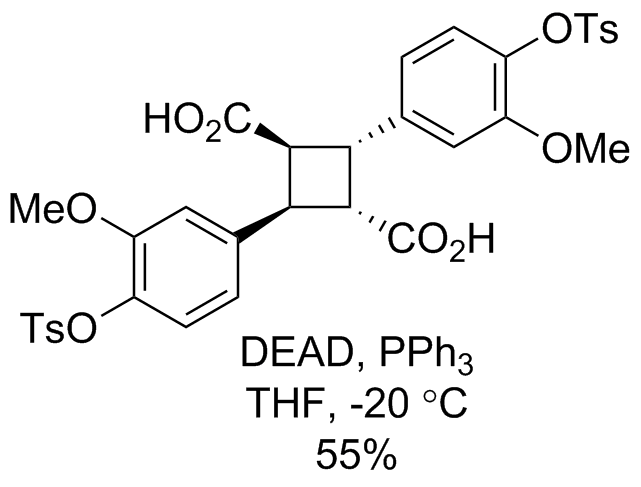 OTs
HO₂C
OMe
MeO
CO₂H
TsO
DEAD, PPh₃
THF, -20 °C
55%